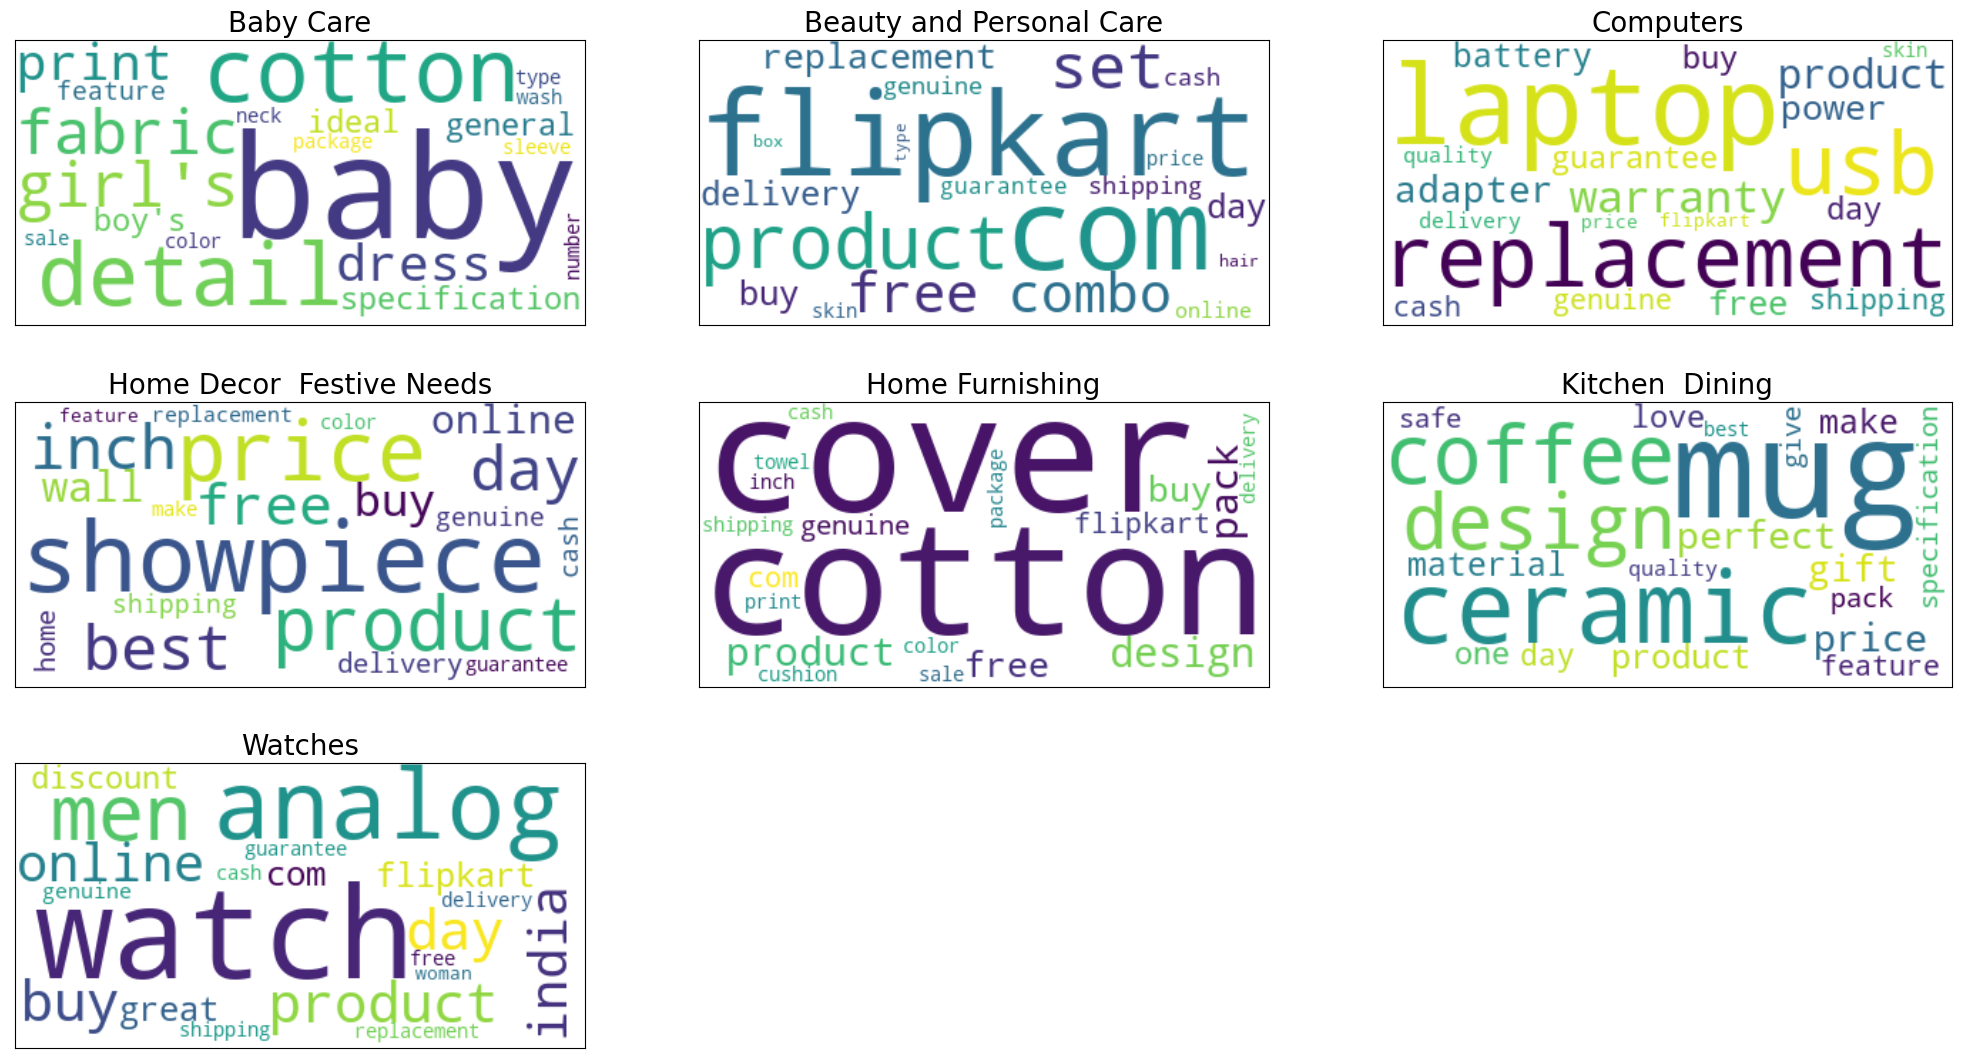 Baby Care
print
cotton
type
feature
wash
neck
fabric
ideal
general
package
sleeve
baby
girl's
boy's
number
sale
color
detail
dress
specification
Beauty and Personal Care
replacement
set
cash
genuine
flipkart
box
type
price
delivery
guarantee
shipping
day
product
com
hair
buy
free
combo
skin
online
Computers
battery
buy
skin
laptop
product
power
quality
guarantee
usb
adapter
warranty
day
delivery
price
flipkart
replacement
cash
genuine
free
shipping
Home Decor  Festive Needs
feature
replacement
color
online
inch
price
day
wall
make
free
buy
genuine
showpiece
cash
shipping
product
home
best
delivery
guarantee
Home Furnishing
cash
cover
towel
inch
package
buy
pack
delivery
shipping
genuine
flipkart
cotton
com
print
product
color
design
cushion
sale
free
Kitchen  Dining
safe
love
best
give
make
coffee
mug
specification
design
perfect
material
quality
gift
ceramic
pack
price
one
day
product
feature
Watches
discount
men
analog
online
guarantee
cash
com
flipkart
genuine
delivery
watch
day
india
free
woman
buy
great
product
shipping
replacement